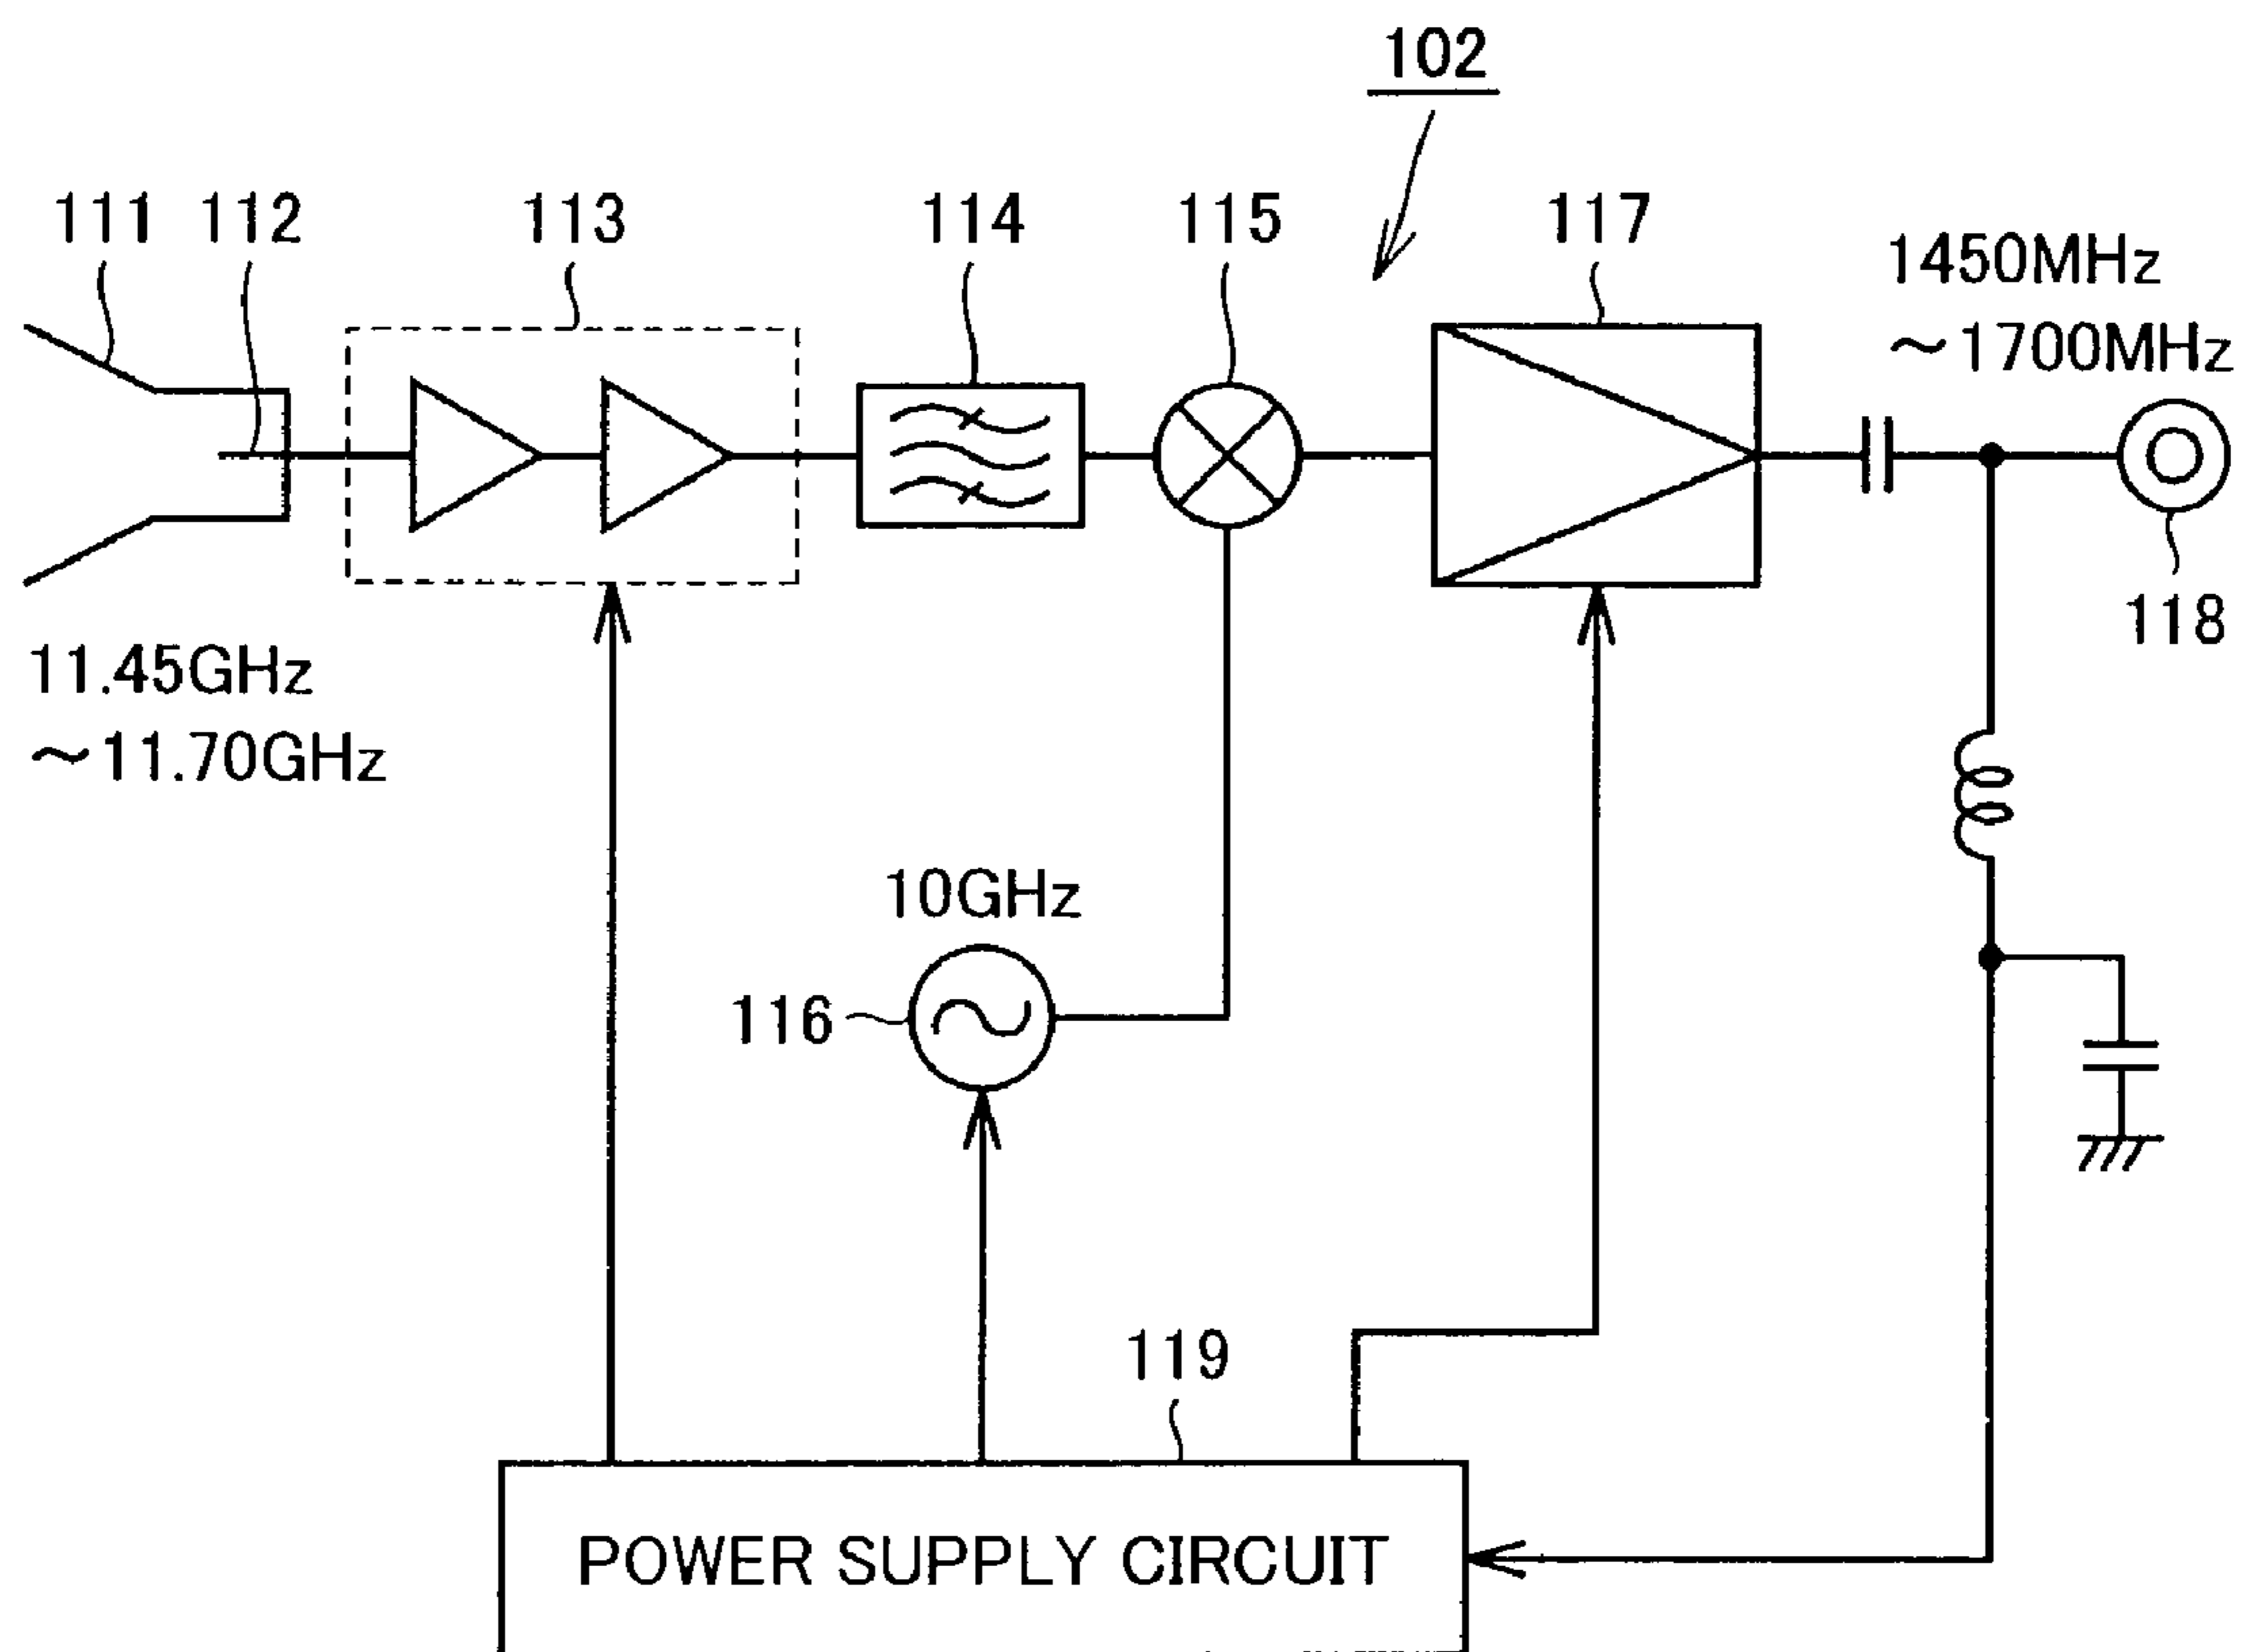 102
111 112 113 114 115 117
1450MHz
~1700MHz
118
11.45GHz
~11.70GHz
10GHz
116
119
POWER SUPPLY CIRCUIT